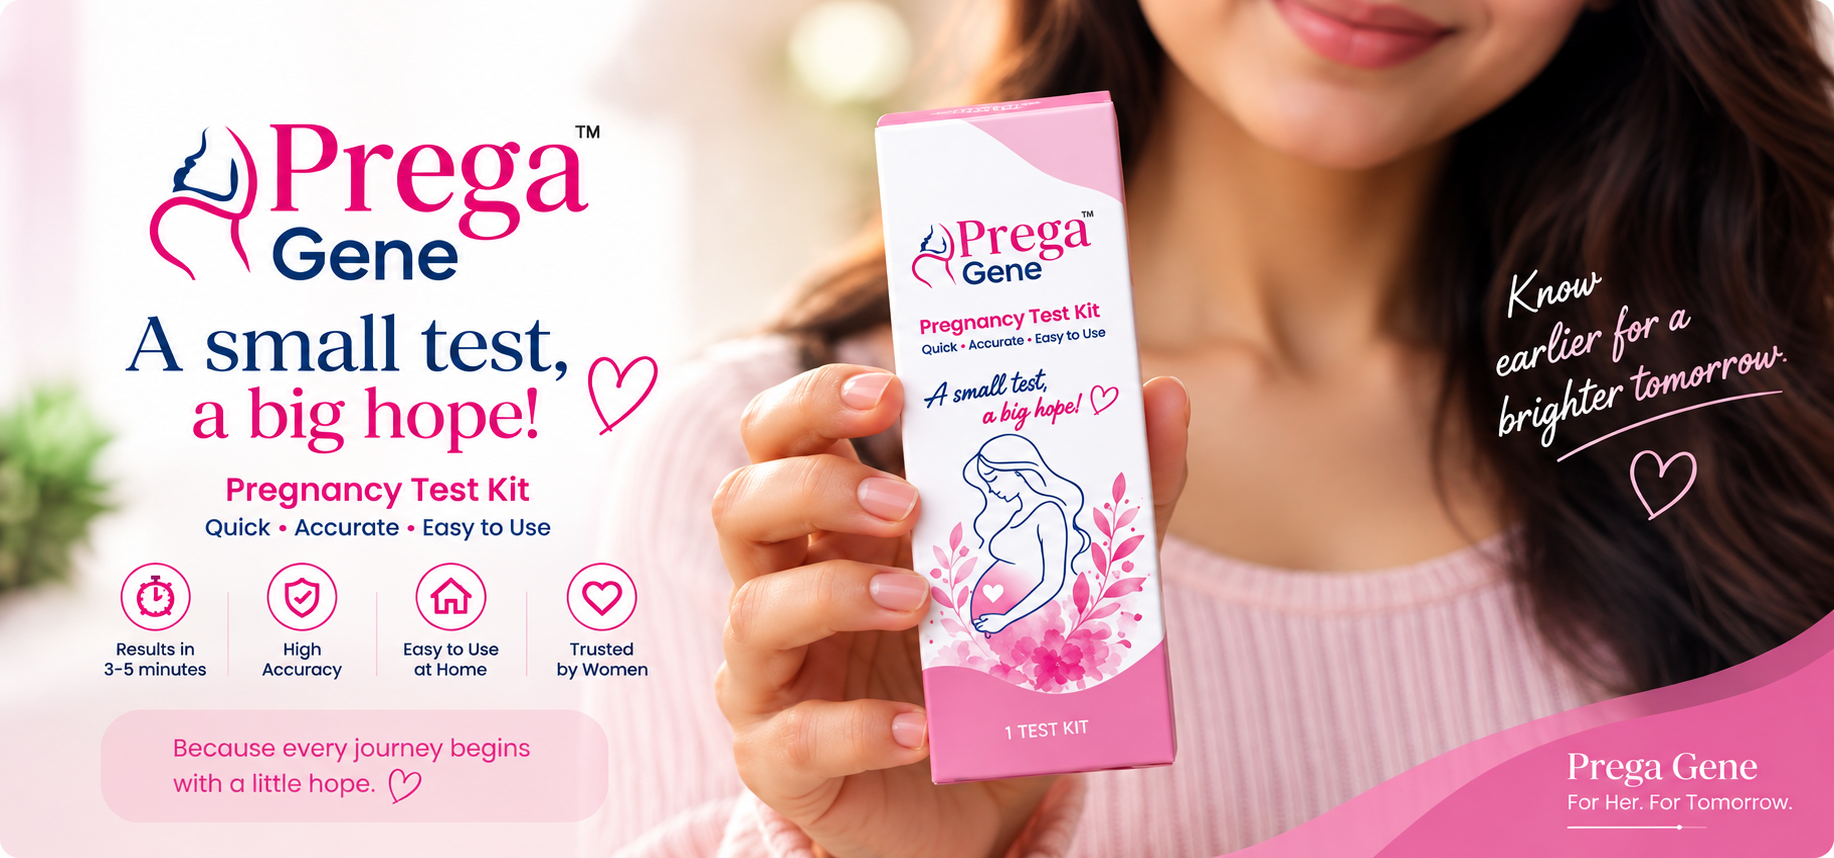 Prega™
Gene
A small test,
a big hope!
Pregnancy Test Kit
Quick • Accurate • Easy to Use
Results in
3-5 minutes
High
Accuracy
Easy to Use
at Home
Trusted
by Women
Because every journey begins
with a little hope.
Prega™
Gene
Pregnancy Test Kit
Quick • Accurate • Easy to Use
A small test,
a big hope!
1 TEST KIT
Know
earlier for a
brighter tomorrow.
Prega Gene
For Her. For Tomorrow.